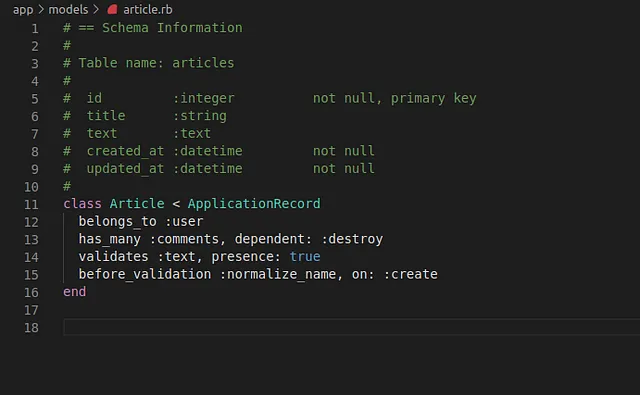 app > models > article.rb
1 # == Schema Information
2 #
3 # Table name: articles
4 #
5 #  id         :integer          not null, primary key
6 #  title      :string
7 #  text       :text
8 #  created_at :datetime         not null
9 #  updated_at :datetime         not null
10 #
11 class Article < ApplicationRecord
12   belongs_to :user
13   has_many :comments, dependent: :destroy
14   validates :text, presence: true
15   before_validation :normalize_name, on: :create
16 end
17
18